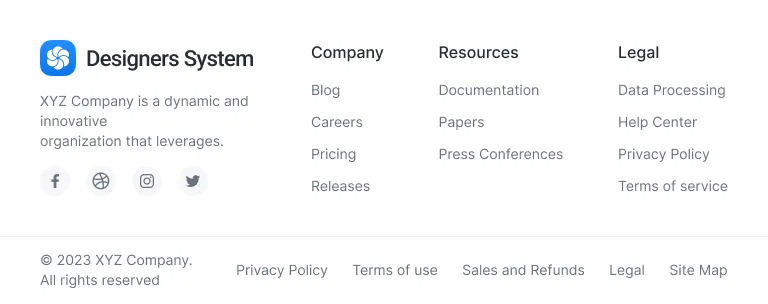 Designers System
XYZ Company is a dynamic and
innovative
organization that leverages.
Company
Blog
Careers
Pricing
Releases
Resources
Documentation
Papers
Press Conferences
Legal
Data Processing
Help Center
Privacy Policy
Terms of service
© 2023 XYZ Company.
All rights reserved
Privacy Policy
Terms of use
Sales and Refunds
Legal
Site Map